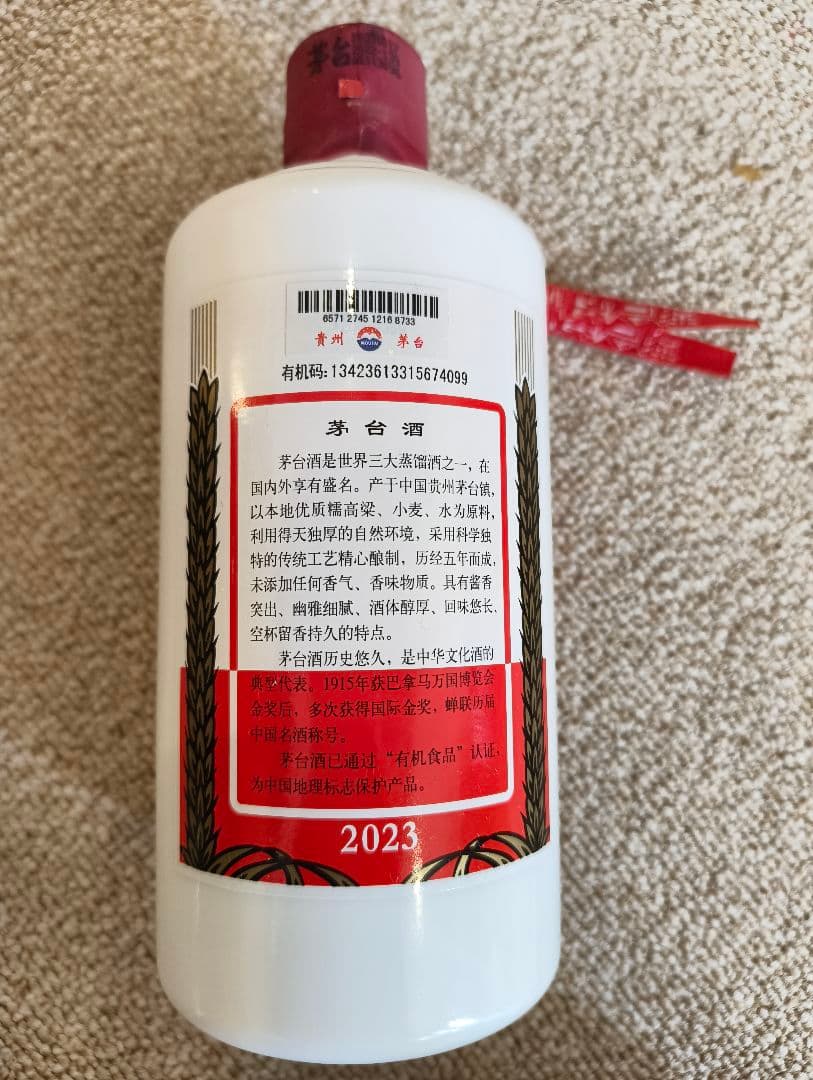 茅台
6571 2745 1216 8733
贵州 MOUTAI 茅台
有机码:13423613315674099
茅台酒
茅台酒是世界三大蒸馏酒之一,在
国内外享有盛名。产于中国贵州茅台镇,
以本地优质糯高粱、小麦、水为原料,
利用得天独厚的自然环境,采用科学独
特的传统工艺精心酿制,历经五年而成,
未添加任何香气、香味物质。具有酱香
突出、幽雅细腻、酒体醇厚、回味悠长、
空杯留香持久的特点。
茅台酒历史悠久,是中华文化酒的
典型代表。1915年获巴拿马万国博览会
金奖后,多次获得国际金奖,蝉联历届
中国名酒称号。
茅台酒已通过“有机食品”认证,
为中国地理标志保护产品。
2023